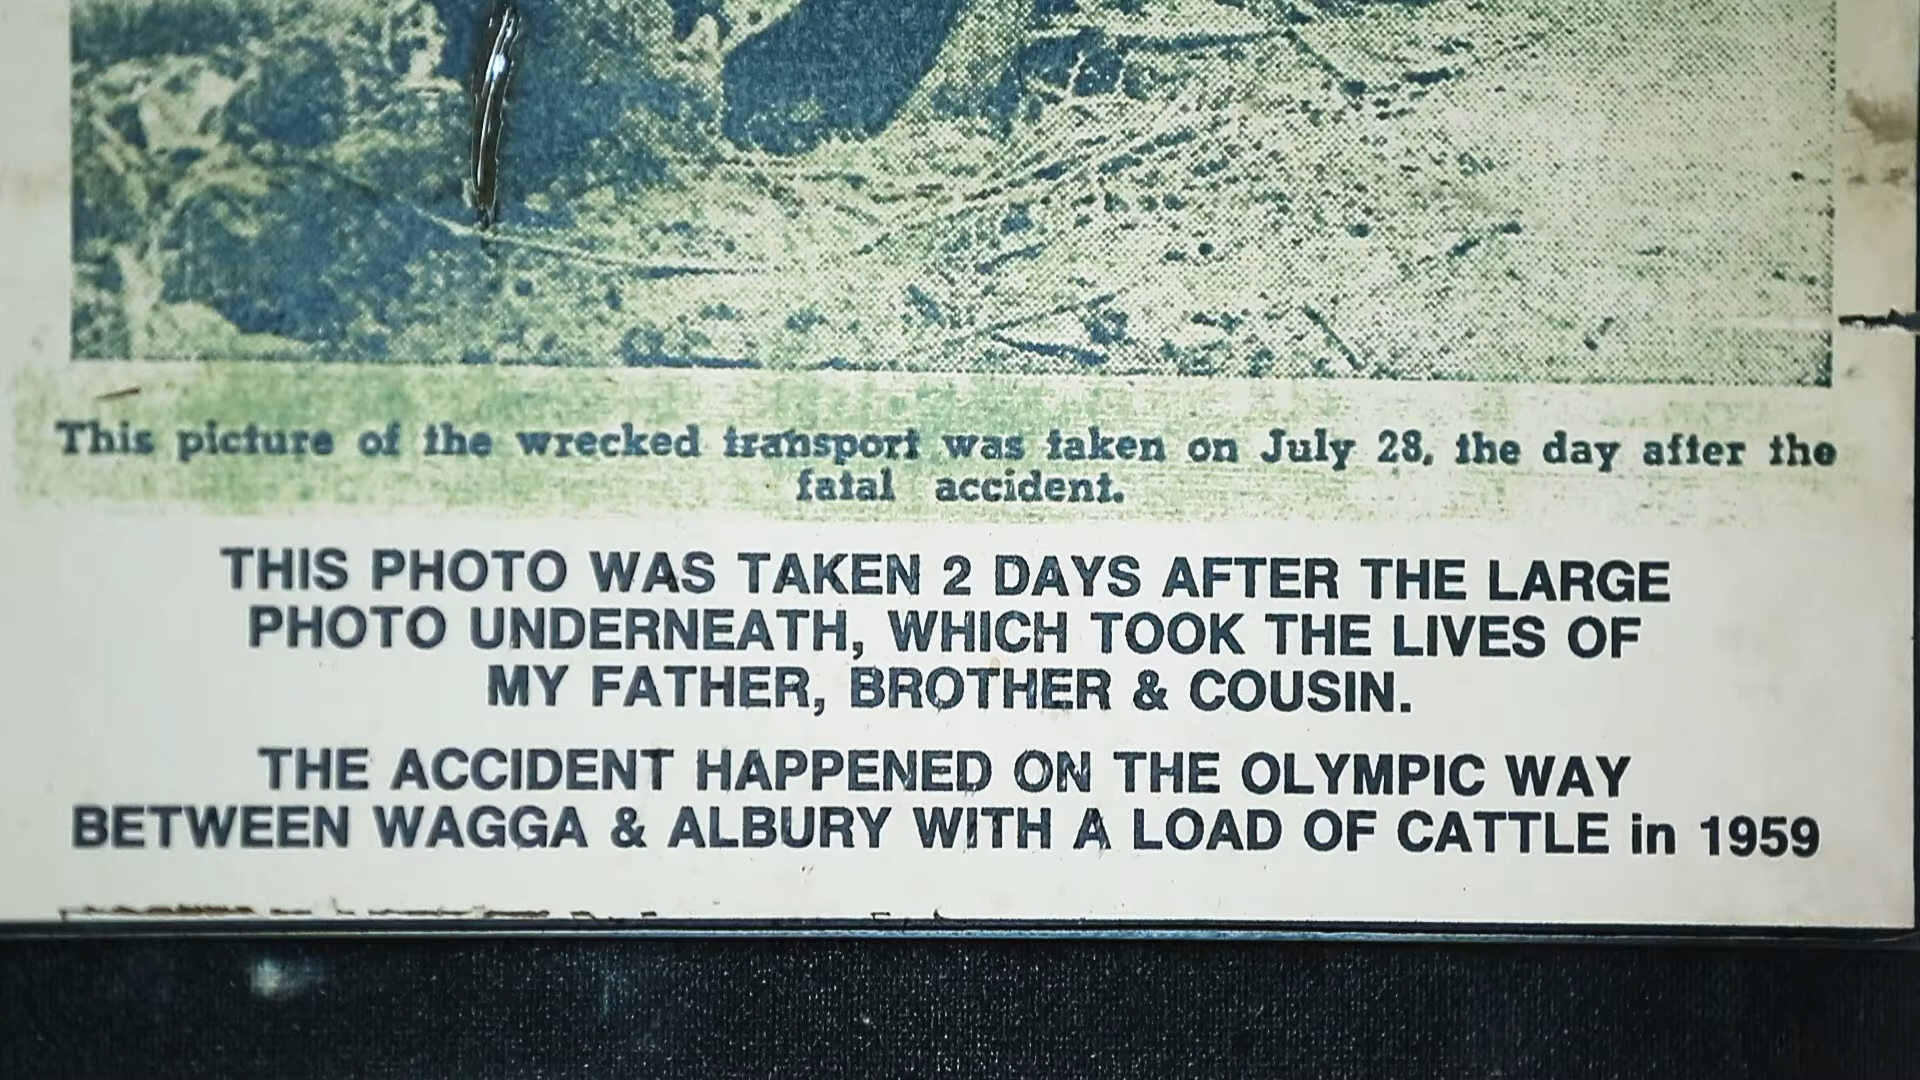 This picture of the wrecked transport was taken on July 28, the day after the
fatal accident.
THIS PHOTO WAS TAKEN 2 DAYS AFTER THE LARGE
PHOTO UNDERNEATH, WHICH TOOK THE LIVES OF
MY FATHER, BROTHER & COUSIN.
THE ACCIDENT HAPPENED ON THE OLYMPIC WAY
BETWEEN WAGGA & ALBURY WITH A LOAD OF CATTLE in 1959